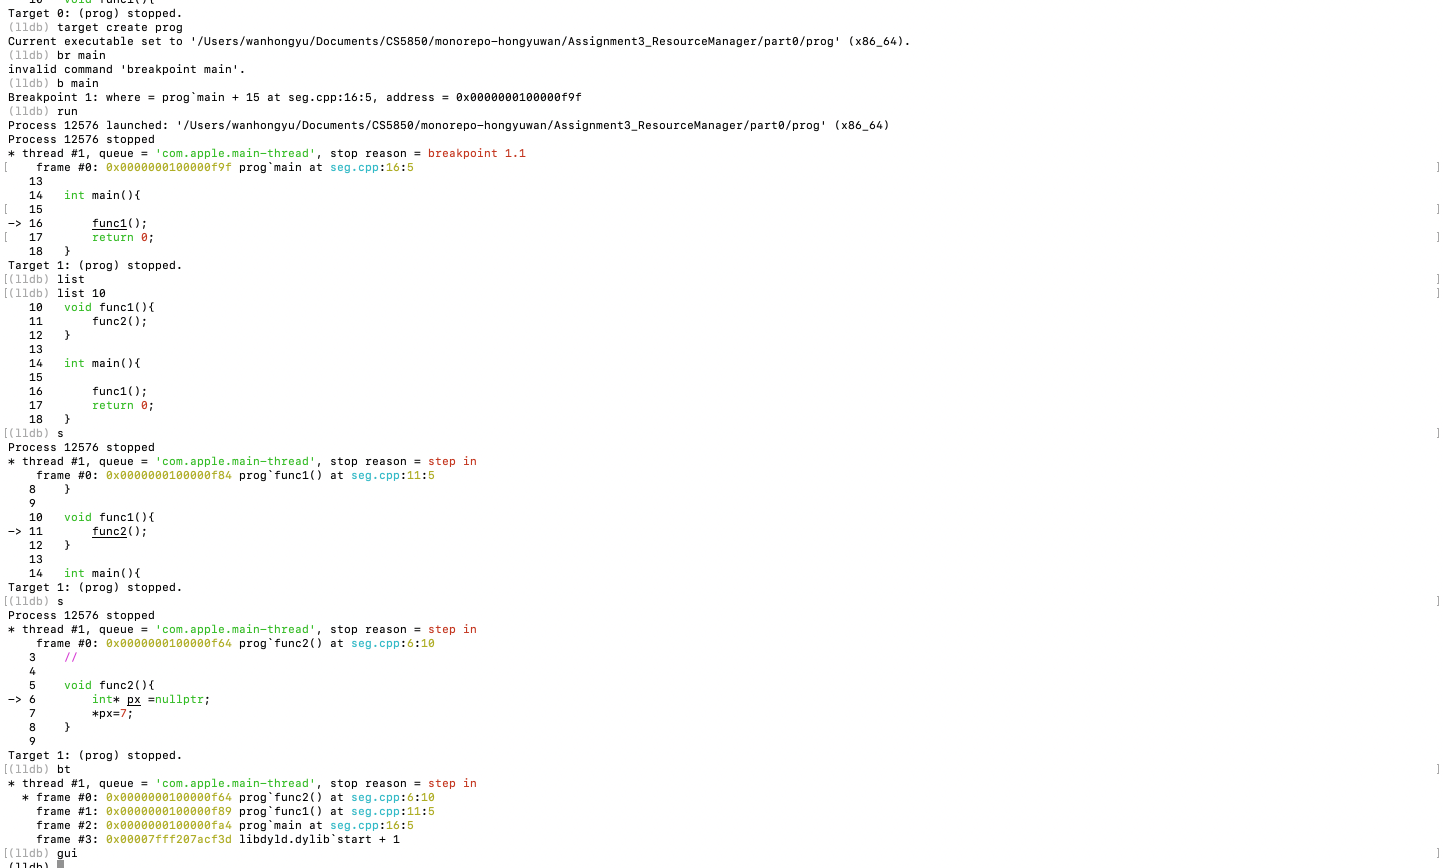 10   void func1(){
Target 0: (prog) stopped.
(lldb) target create prog
Current executable set to '/Users/wanhongyu/Documents/CS5850/monorepo-hongyuwan/Assignment3_ResourceManager/part0/prog' (x86_64).
(lldb) br main
invalid command 'breakpoint main'.
(lldb) b main
Breakpoint 1: where = prog`main + 15 at seg.cpp:16:5, address = 0x0000000100000f9f
(lldb) run
Process 12576 launched: '/Users/wanhongyu/Documents/CS5850/monorepo-hongyuwan/Assignment3_ResourceManager/part0/prog' (x86_64)
Process 12576 stopped
* thread #1, queue = 'com.apple.main-thread', stop reason = breakpoint 1.1
[    frame #0: 0x0000000100000f9f prog`main at seg.cpp:16:5 ]
   13
   14   int main(){
[  15 ]
-> 16       func1();
[  17       return 0; ]
   18   }
Target 1: (prog) stopped.
[(lldb) list ]
[(lldb) list 10 ]
   10   void func1(){
   11       func2();
   12   }
   13
   14   int main(){
   15
   16       func1();
   17       return 0;
   18   }
[(lldb) s ]
Process 12576 stopped
* thread #1, queue = 'com.apple.main-thread', stop reason = step in
    frame #0: 0x0000000100000f84 prog`func1() at seg.cpp:11:5
   8    }
   9
   10   void func1(){
-> 11       func2();
   12   }
   13
   14   int main(){
Target 1: (prog) stopped.
[(lldb) s ]
Process 12576 stopped
* thread #1, queue = 'com.apple.main-thread', stop reason = step in
    frame #0: 0x0000000100000f64 prog`func2() at seg.cpp:6:10
   3    //
   4
   5    void func2(){
-> 6        int* px =nullptr;
   7        *px=7;
   8    }
   9
Target 1: (prog) stopped.
[(lldb) bt ]
* thread #1, queue = 'com.apple.main-thread', stop reason = step in
  * frame #0: 0x0000000100000f64 prog`func2() at seg.cpp:6:10
    frame #1: 0x0000000100000f89 prog`func1() at seg.cpp:11:5
    frame #2: 0x0000000100000fa4 prog`main at seg.cpp:16:5
    frame #3: 0x00007fff207acf3d libdyld.dylib`start + 1
[(lldb) gui ]
(lldb)